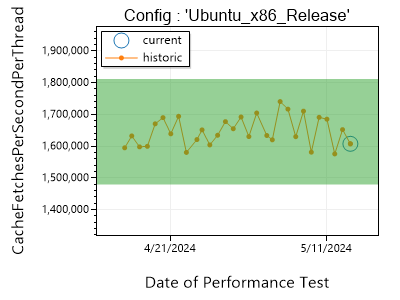 Config : 'Ubuntu_x86_Release'
CacheFetchesPerSecondPerThread
current
historic
1,900,000
1,800,000
1,700,000
1,600,000
1,500,000
1,400,000
4/21/2024
5/11/2024
Date of Performance Test